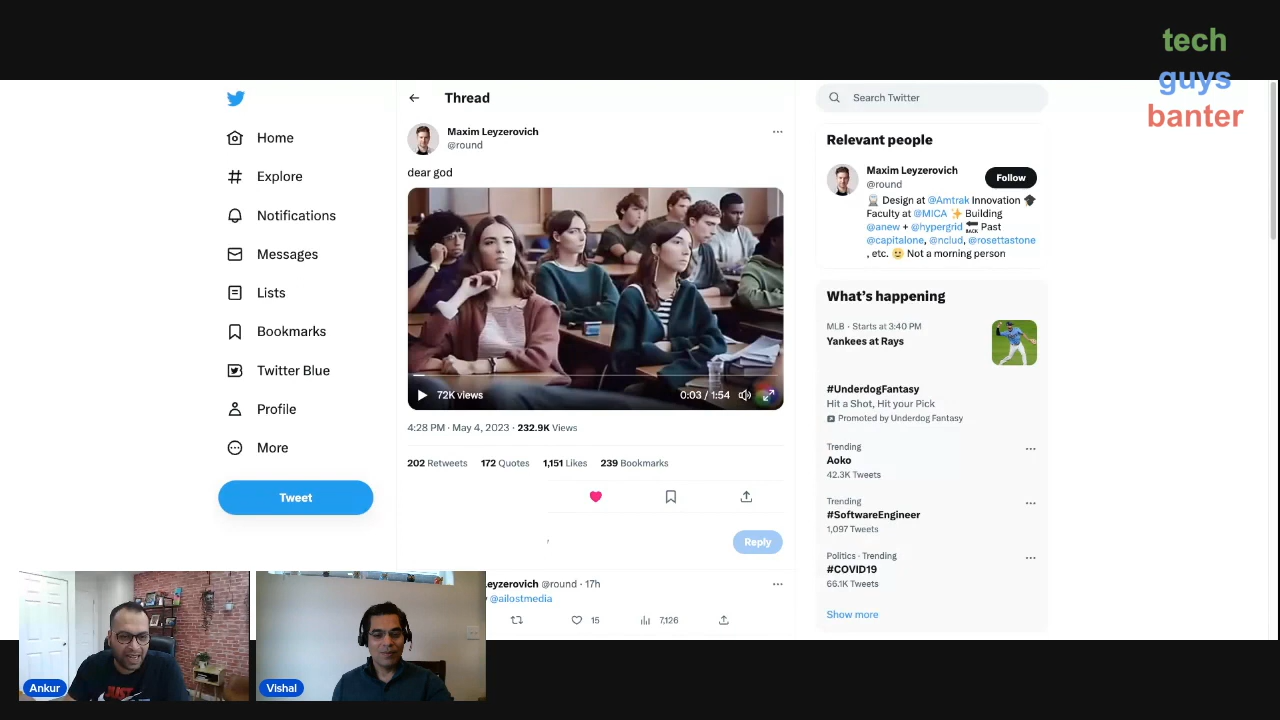 tech
guys
banter
Home
Explore
Notifications
Messages
Lists
Bookmarks
Twitter Blue
Profile
More
Tweet
Thread
Maxim Leyzerovich
@round
dear god
72K views
0:03 / 1:54
4:28 PM · May 4, 2023 · 232.9K Views
202 Retweets 172 Quotes 1,151 Likes 239 Bookmarks
Reply
eyzerovich @round · 17h
@ailostmedia
15 7,126
Search Twitter
Relevant people
Maxim Leyzerovich
@round
Follow
Design at @Amtrak Innovation
Faculty at @MICA Building
@anew + @hypergrid BACK Past
@capitalone, @nclud, @rosettastone
, etc. Not a morning person
What's happening
MLB · Starts at 3:40 PM
Yankees at Rays
#UnderdogFantasy
Hit a Shot, Hit your Pick
Promoted by Underdog Fantasy
Trending
Aoko
42.3K Tweets
Trending
#SoftwareEngineer
1,097 Tweets
Politics · Trending
#COVID19
66.1K Tweets
Show more
Ankur
Vishal